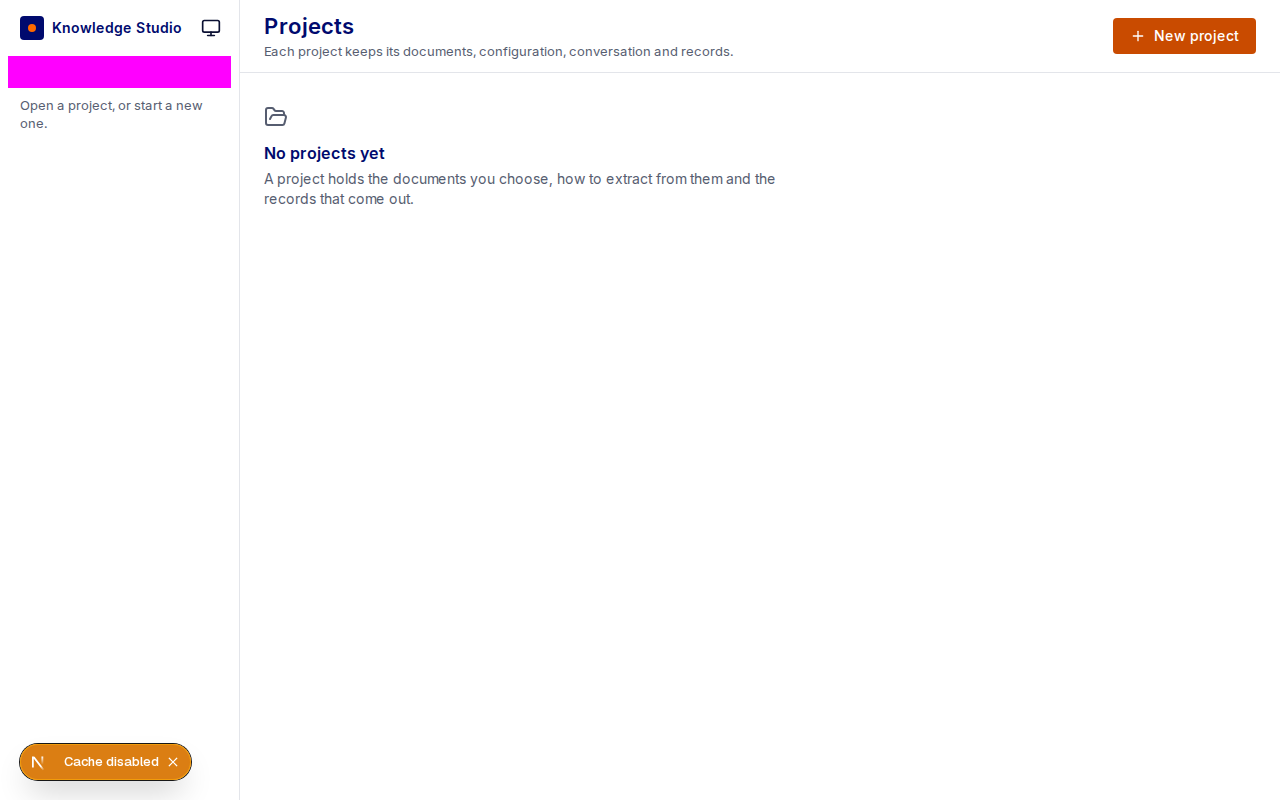 Knowledge Studio
Open a project, or start a new
one.
Projects
Each project keeps its documents, configuration, conversation and records.
New project
No projects yet
A project holds the documents you choose, how to extract from them and the
records that come out.
Cache disabled